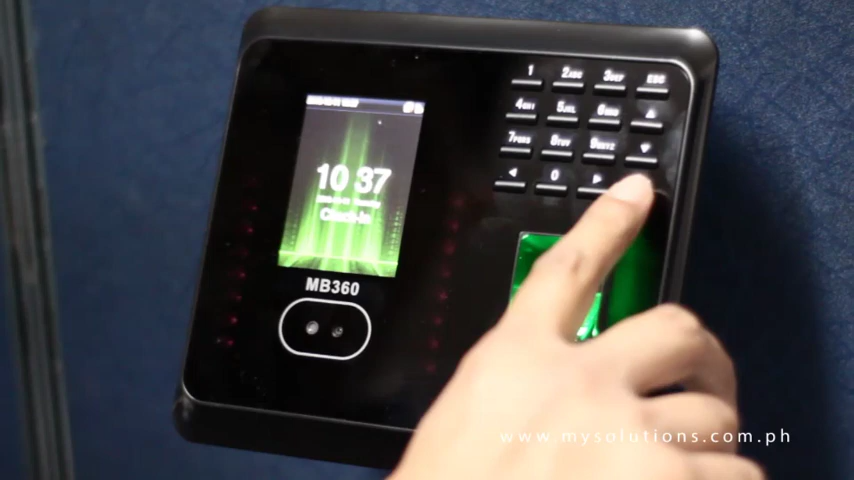 10 37
Check-In
MB360
1 2ABC 3DEF ESC
4GHI 5JKL 6MNO
7PQRS 8TUV 9WXYZ
0
www.mysolutions.com.ph